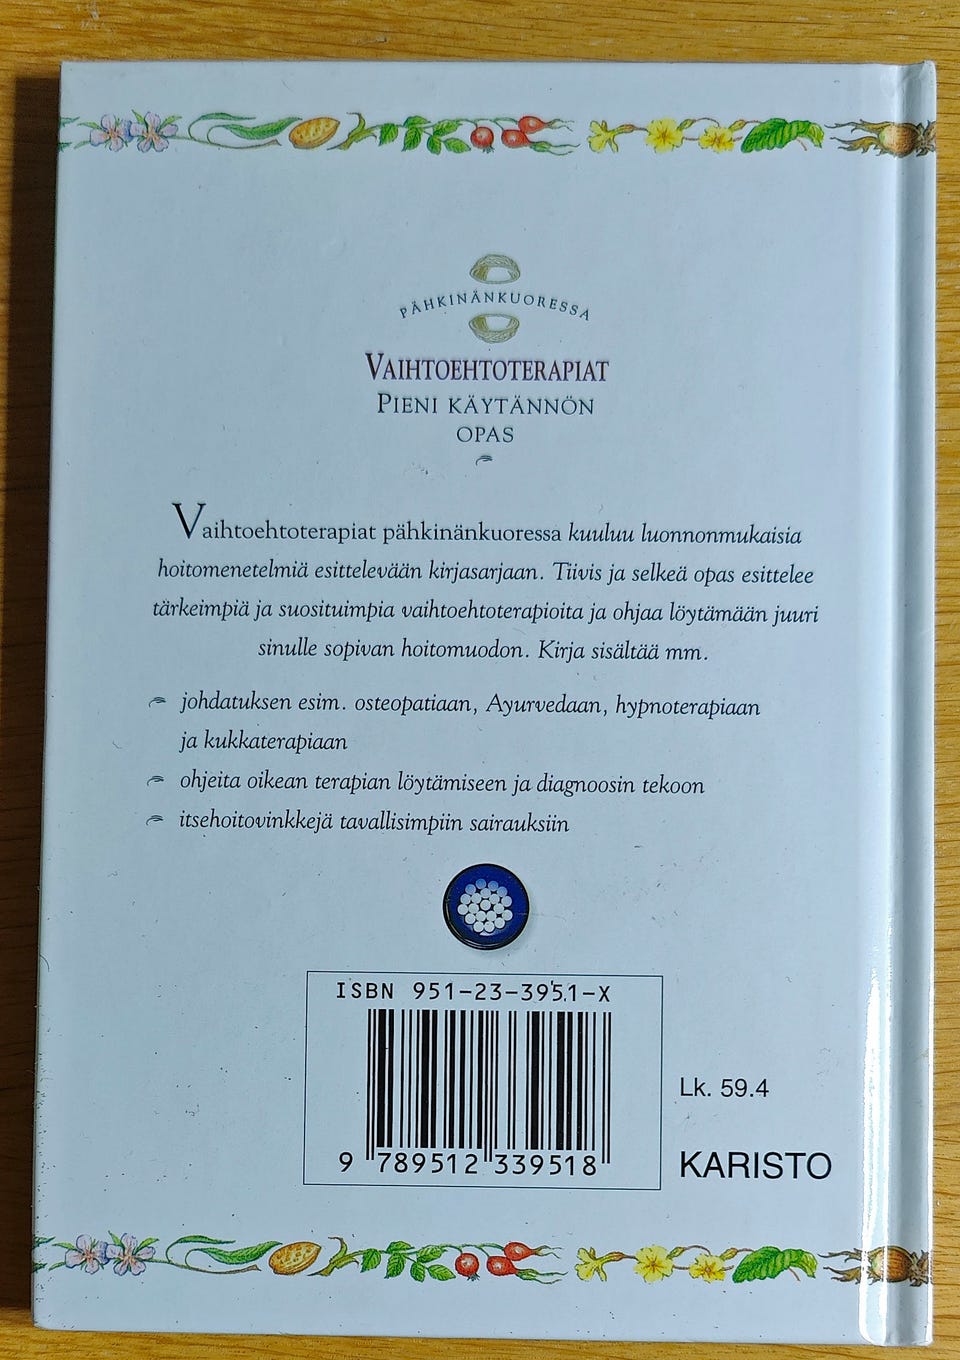 PÄHKINÄNKUORESSA
VAIHTOEHTOTERAPIAT
PIENI KÄYTÄNNÖN
OPAS
Vaihtoehtoterapiat pähkinänkuoressa kuuluu luonnonmukaisia
hoitomenetelmiä esittelevään kirjasarjaan. Tiivis ja selkeä opas esittelee
tärkeimpiä ja suosituimpia vaihtoehtoterapioita ja ohjaa löytämään juuri
sinulle sopivan hoitomuodon. Kirja sisältää mm.
johdatuksen esim. osteopatiaan, Ayurvedaan, hypnoterapiaan
ja kukkaterapiaan
ohjeita oikean terapian löytämiseen ja diagnoosin tekoon
itsehoitovinkkejä tavallisimpiin sairauksiin
ISBN 951-23-3951-X
9 789512 339518
Lk. 59.4
KARISTO